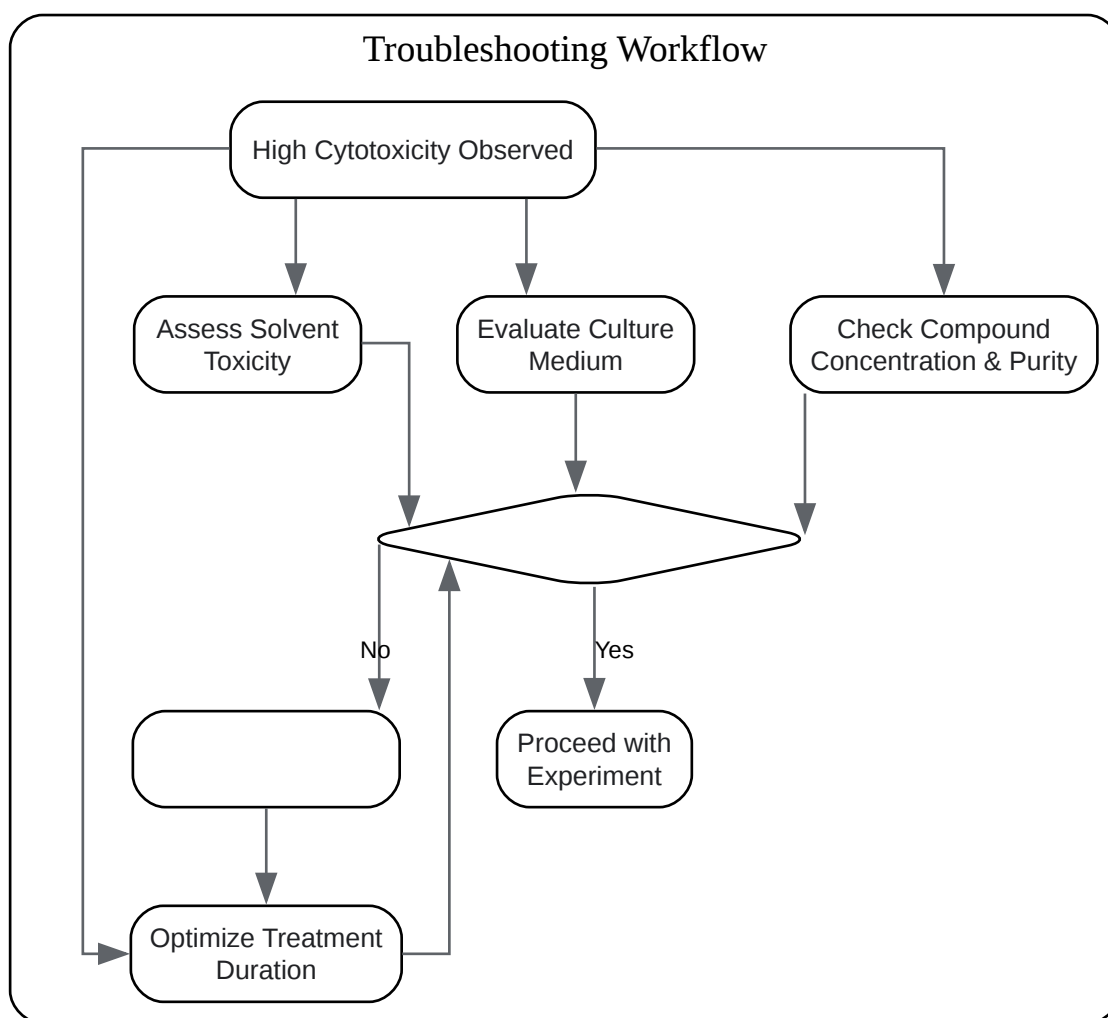 Troubleshooting Workflow
High Cytotoxicity Observed
Assess Solvent
Toxicity
Evaluate Culture
Medium
Check Compound
Concentration & Purity
No
Yes
Proceed with
Experiment
Optimize Treatment
Duration